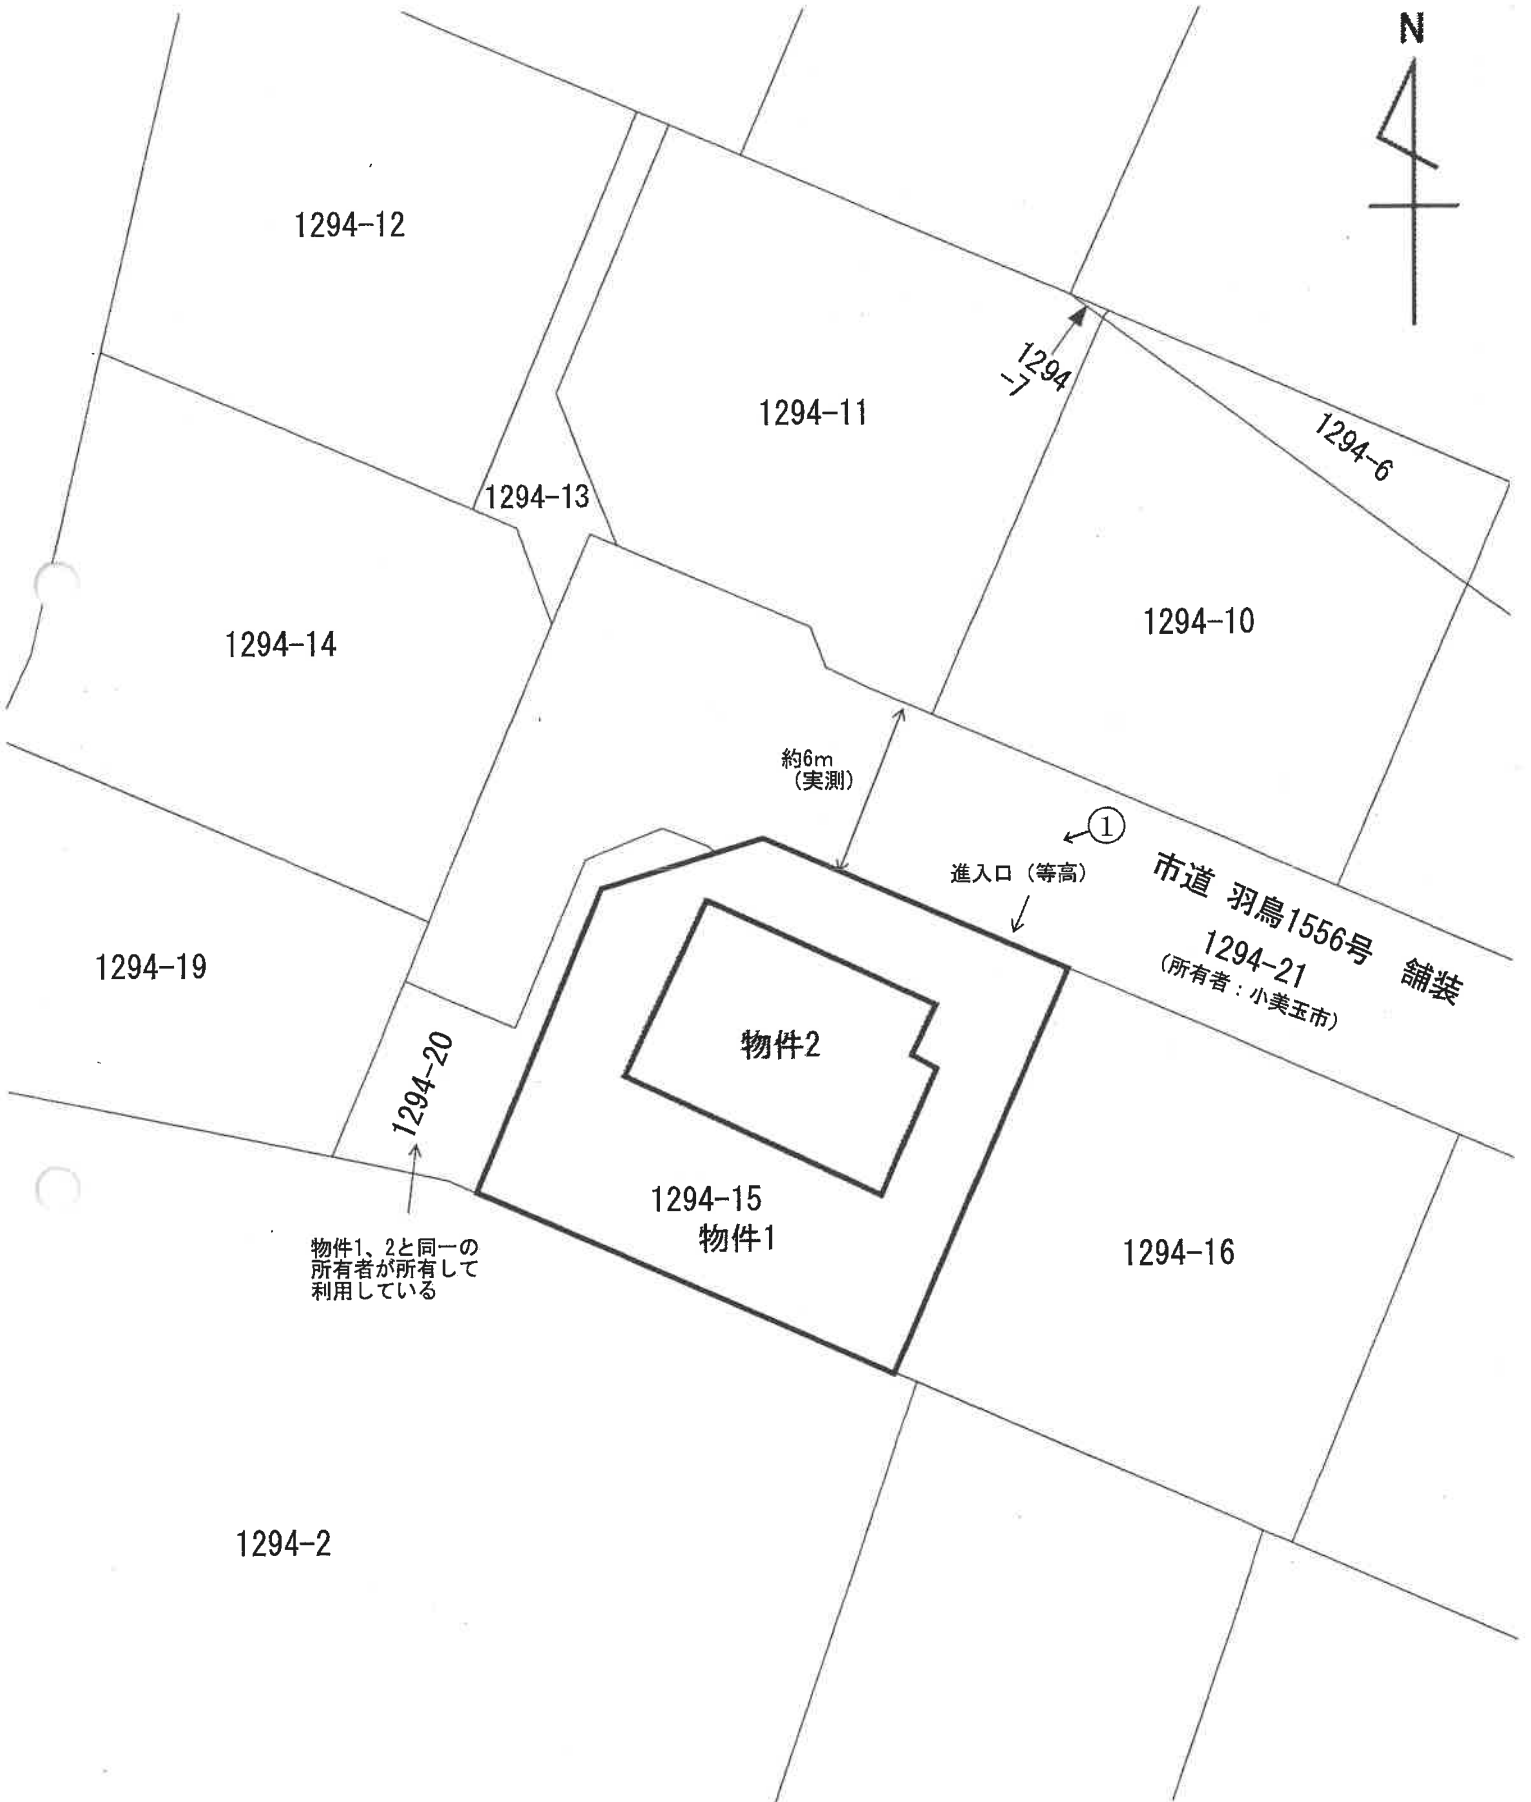 N
1294-12
1294
-7
1294-11
1294-6
1294-13
1294-10
1294-14
約6m
（実測）
①
進入口（等高）
市道 羽鳥1556号 舗装
1294-21
（所有者：小美玉市）
1294-19
物件2
1294-20
1294-15
物件1
物件1、2と同一の
所有者が所有して
利用している
1294-16
1294-2